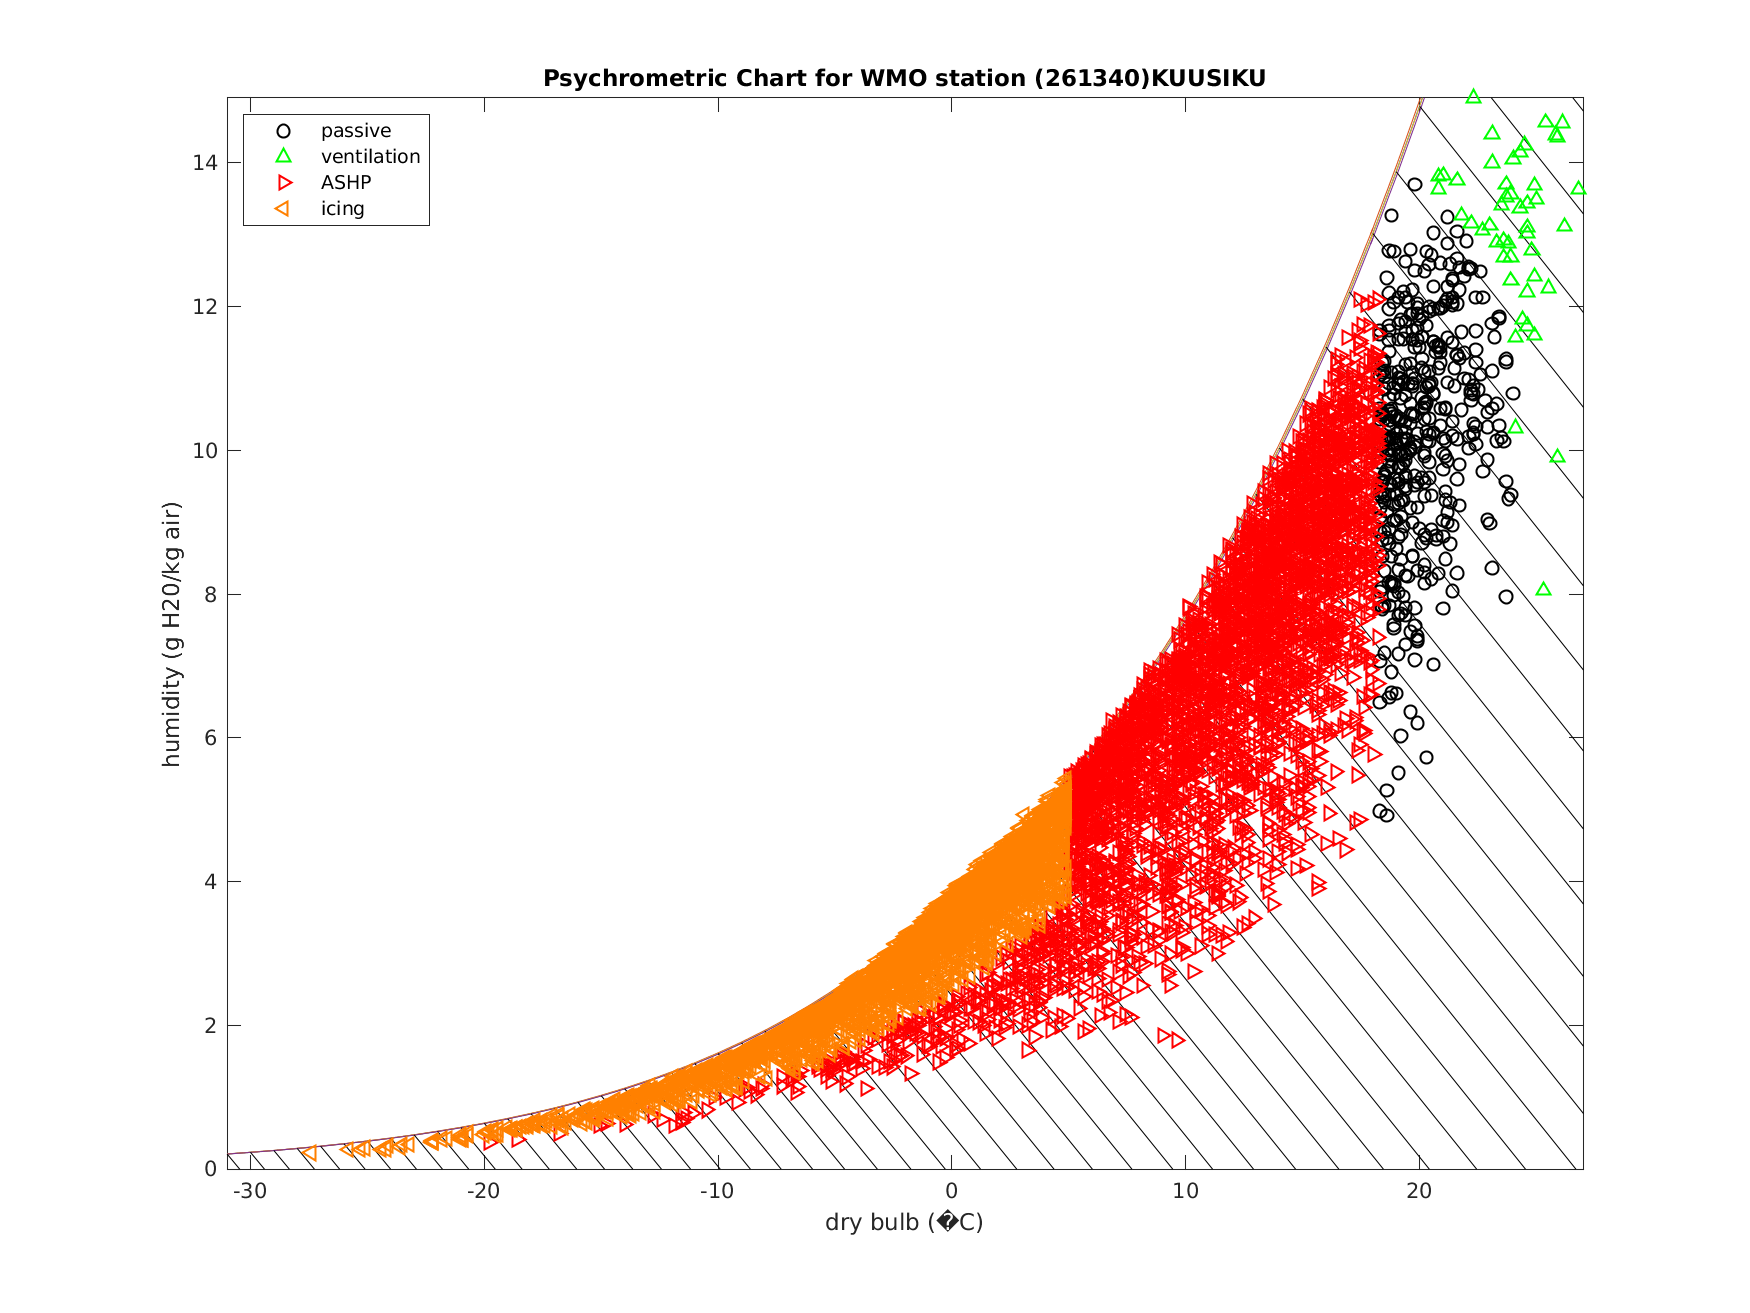 Psychrometric Chart for WMO station (261340)KUUSIKU
passive
ventilation
ASHP
icing
14
12
10
8
6
4
2
0
humidity (g H20/kg air)
-30 -20 -10 0 10 20
dry bulb (�C)